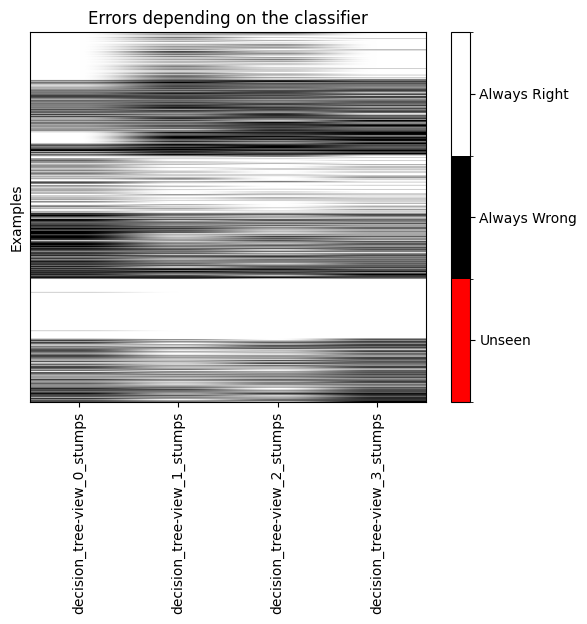 Errors depending on the classifier
Examples
Always Right
Always Wrong
Unseen
decision_tree-view_0_stumps
decision_tree-view_1_stumps
decision_tree-view_2_stumps
decision_tree-view_3_stumps